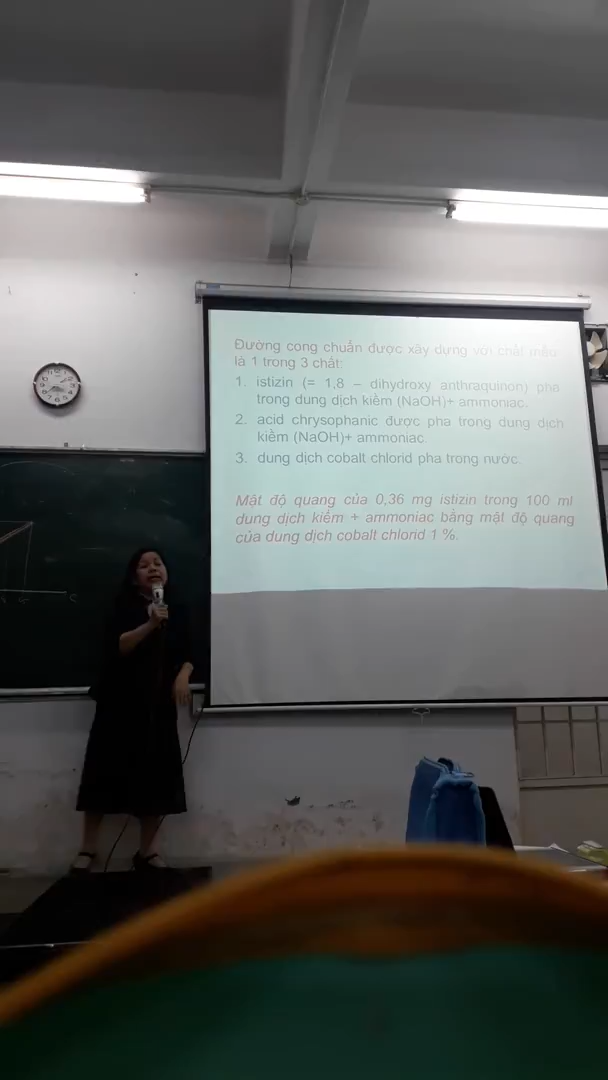 Đường cong chuẩn được xây dựng với chất mẫu
là 1 trong 3 chất:
1. istizin (= 1,8 – dihydroxy anthraquinon) pha
trong dung dịch kiềm (NaOH)+ ammoniac.
2. acid chrysophanic được pha trong dung dịch
kiềm (NaOH)+ ammoniac.
3. dung dịch cobalt chlorid pha trong nước.
Mật độ quang của 0,36 mg istizin trong 100 ml
dung dịch kiềm + ammoniac bằng mật độ quang
của dung dịch cobalt chlorid 1 %.
C